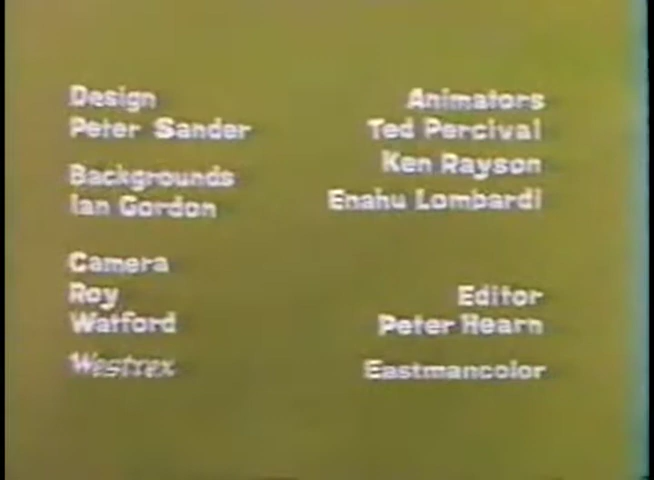 Design
Peter Sander
Backgrounds
Ian Gordon
Camera
Roy
Watford
Westrex
Animators
Ted Percival
Ken Rayson
Enahu Lombardi
Editor
Peter Hearn
Eastmancolor